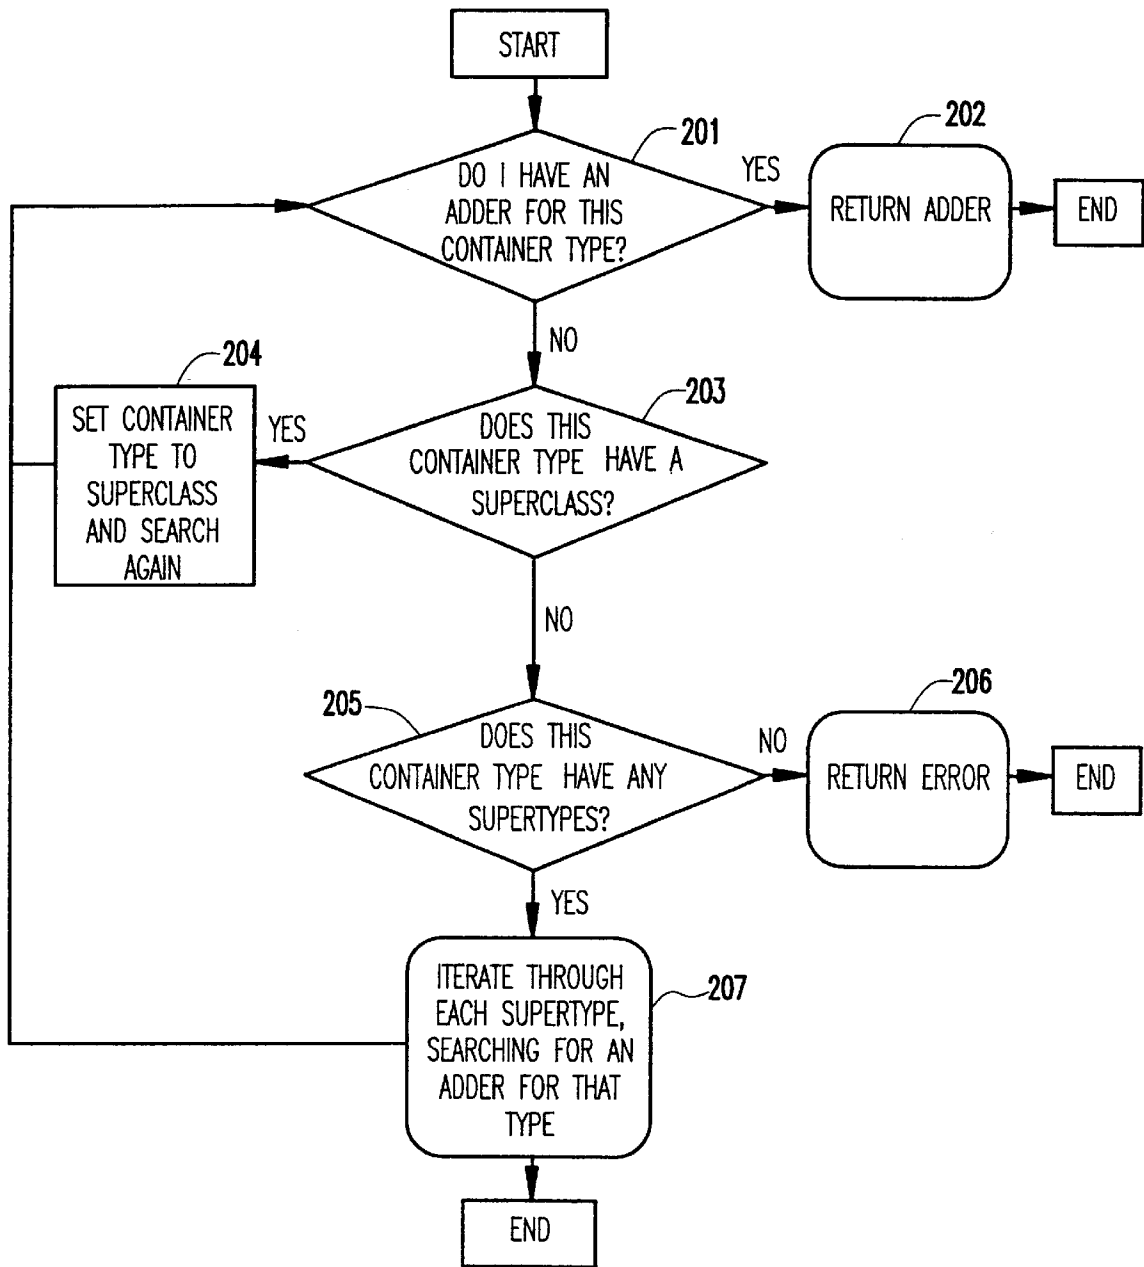 START
201
DO I HAVE AN
ADDER FOR THIS
CONTAINER TYPE?
YES
202
RETURN ADDER
END
NO
204
SET CONTAINER
TYPE TO
SUPERCLASS
AND SEARCH
AGAIN
YES
203
DOES THIS
CONTAINER TYPE HAVE A
SUPERCLASS?
NO
205
DOES THIS
CONTAINER TYPE HAVE ANY
SUPERTYPES?
NO
206
RETURN ERROR
END
YES
ITERATE THROUGH
EACH SUPERTYPE,
SEARCHING FOR AN
ADDER FOR THAT
TYPE
207
END